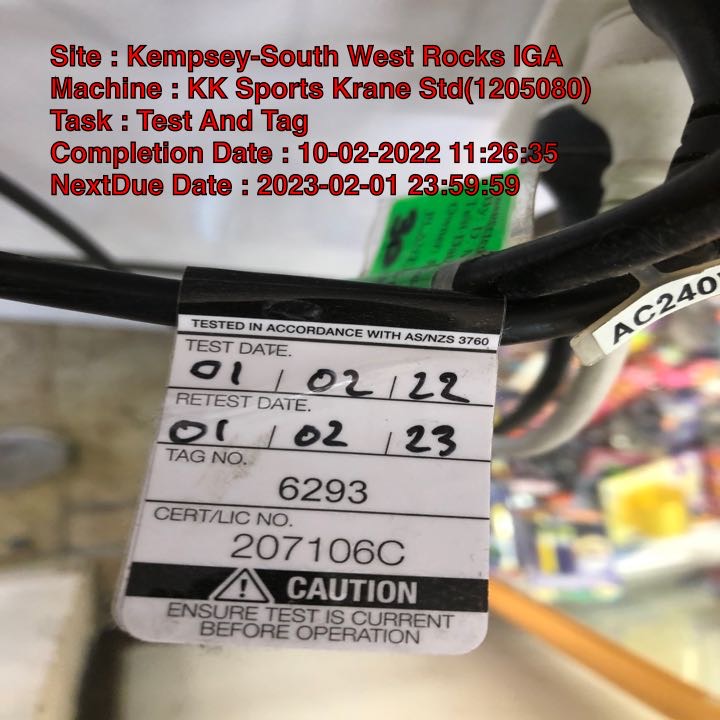 Site : Kempsey-South West Rocks IGA
Machine : KK Sports Krane Std(1205080)
Task : Test And Tag
Completion Date : 10-02-2022 11:26:35
NextDue Date : 2023-02-01 23:59:59
AC240
TESTED IN ACCORDANCE WITH AS/NZS 3760
TEST DATE.
01 / 02 / 22
RETEST DATE.
01 / 02 / 23
TAG NO.
6293
CERT/LIC NO.
207106C
CAUTION
ENSURE TEST IS CURRENT
BEFORE OPERATION